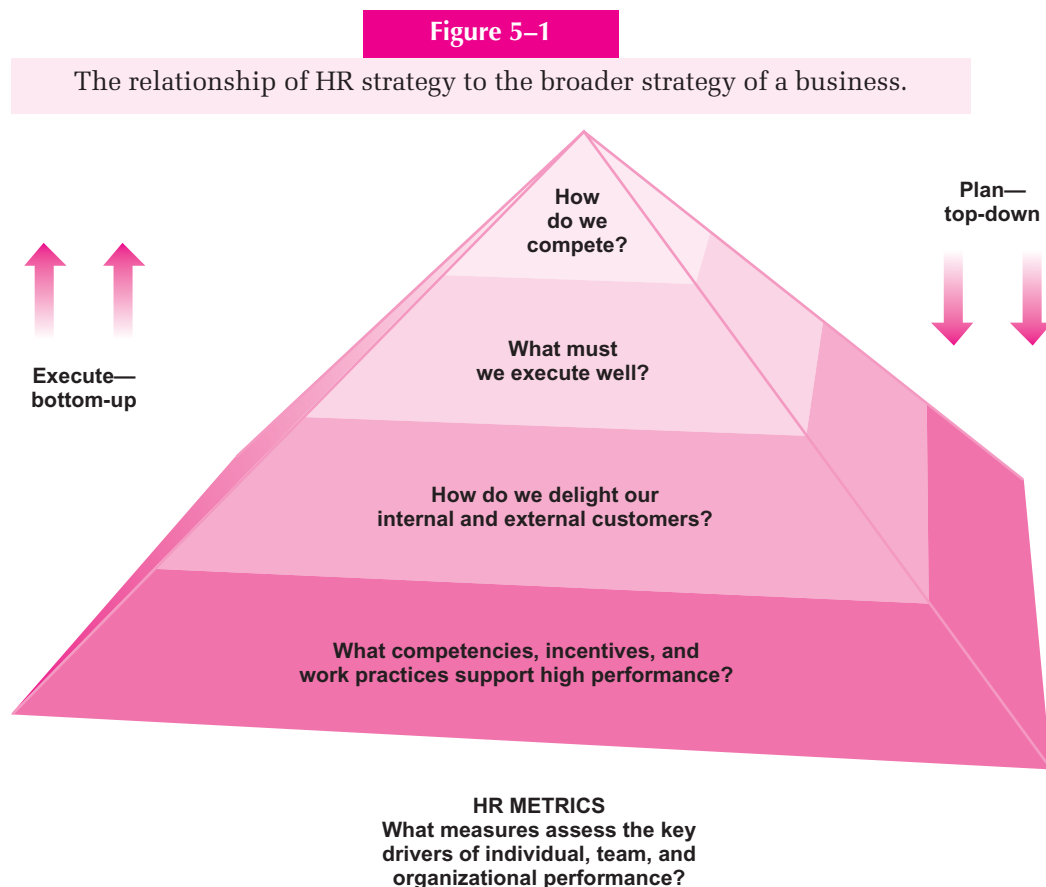 Figure 5–1
The relationship of HR strategy to the broader strategy of a business.
How
do we
compete?
Plan—
top-down
What must
we execute well?
Execute—
bottom-up
How do we delight our
internal and external customers?
What competencies, incentives, and
work practices support high performance?
HR METRICS
What measures assess the key
drivers of individual, team, and
organizational performance?